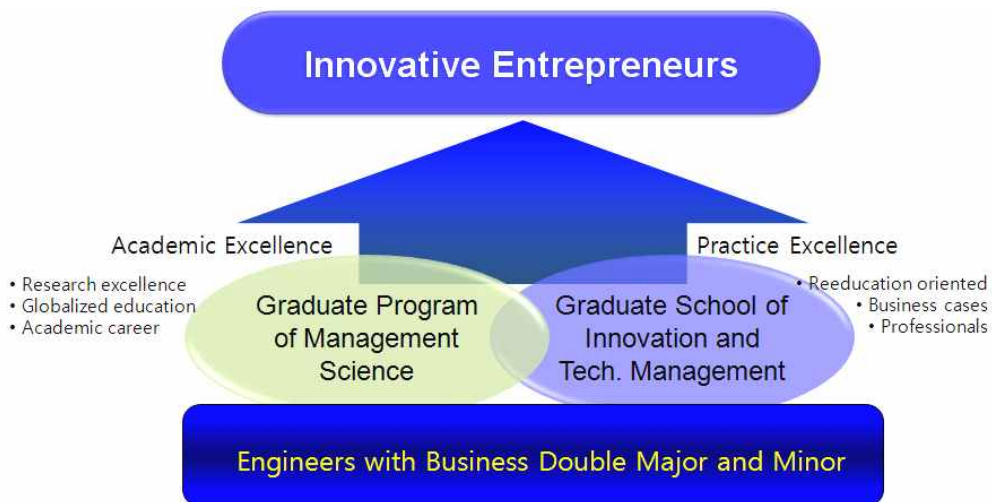 Innovative Entrepreneurs
Academic Excellence
• Research excellence
• Globalized education
• Academic career
Practice Excellence
• Reeducation oriented
• Business cases
• Professionals
Graduate Program
of Management
Science
Graduate School of
Innovation and
Tech. Management
Engineers with Business Double Major and Minor